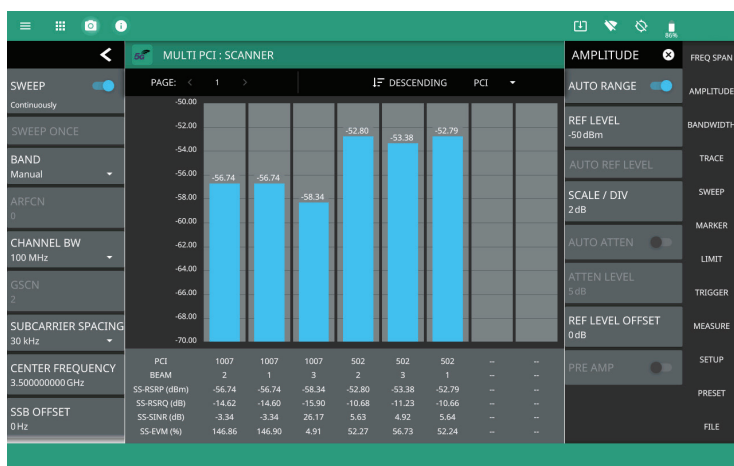 86%
5G
MULTI PCI : SCANNER
SWEEP
Continuously
SWEEP ONCE
BAND
Manual
ARFCN
0
CHANNEL BW
100 MHz
GSCN
2
SUBCARRIER SPACING
30 kHz
CENTER FREQUENCY
3.500000000 GHz
SSB OFFSET
0 Hz
PAGE: < 1 > DESCENDING PCI
-50.00
-52.00
-54.00
-56.00
-58.00
-60.00
-62.00
-64.00
-66.00
-68.00
-70.00
-56.74 -56.74 -58.34 -52.80 -53.38 -52.79
PCI 1007 1007 1007 502 502 502 -- --
BEAM 2 1 3 2 3 1 -- --
SS-RSRP (dBm) -56.74 -56.74 -58.34 -52.80 -53.38 -52.79 -- --
SS-RSRQ (dB) -14.62 -14.60 -15.90 -10.68 -11.23 -10.66 -- --
SS-SINR (dB) -3.34 -3.34 26.17 5.63 4.92 5.64 -- --
SS-EVM (%) 146.86 146.90 4.91 52.27 56.73 52.24 -- --
AMPLITUDE
AUTO RANGE
REF LEVEL
-50 dBm
AUTO REF LEVEL
SCALE / DIV
2 dB
AUTO ATTEN
ATTEN LEVEL
5 dB
REF LEVEL OFFSET
0 dB
PRE AMP
FREQ SPAN
AMPLITUDE
BANDWIDTH
TRACE
SWEEP
MARKER
LIMIT
TRIGGER
MEASURE
SETUP
PRESET
FILE